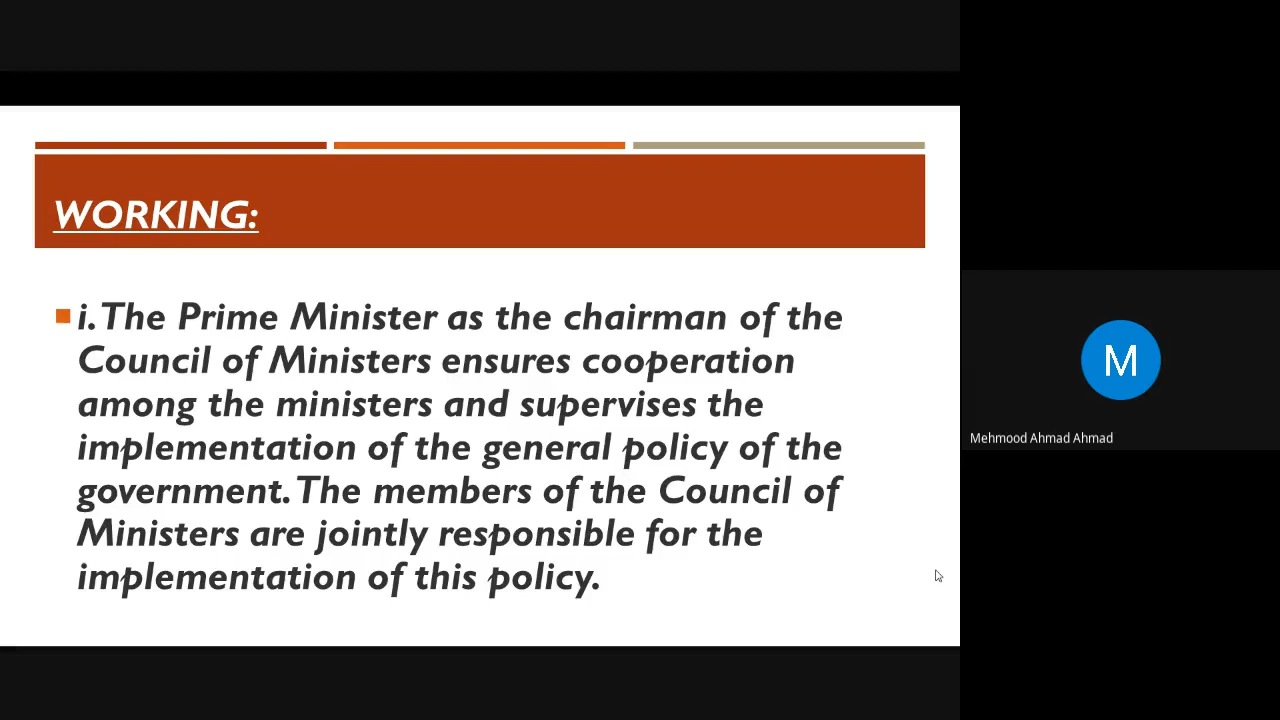 WORKING:
i. The Prime Minister as the chairman of the
Council of Ministers ensures cooperation
among the ministers and supervises the
implementation of the general policy of the
government. The members of the Council of
Ministers are jointly responsible for the
implementation of this policy.
M
Mehmood Ahmad Ahmad